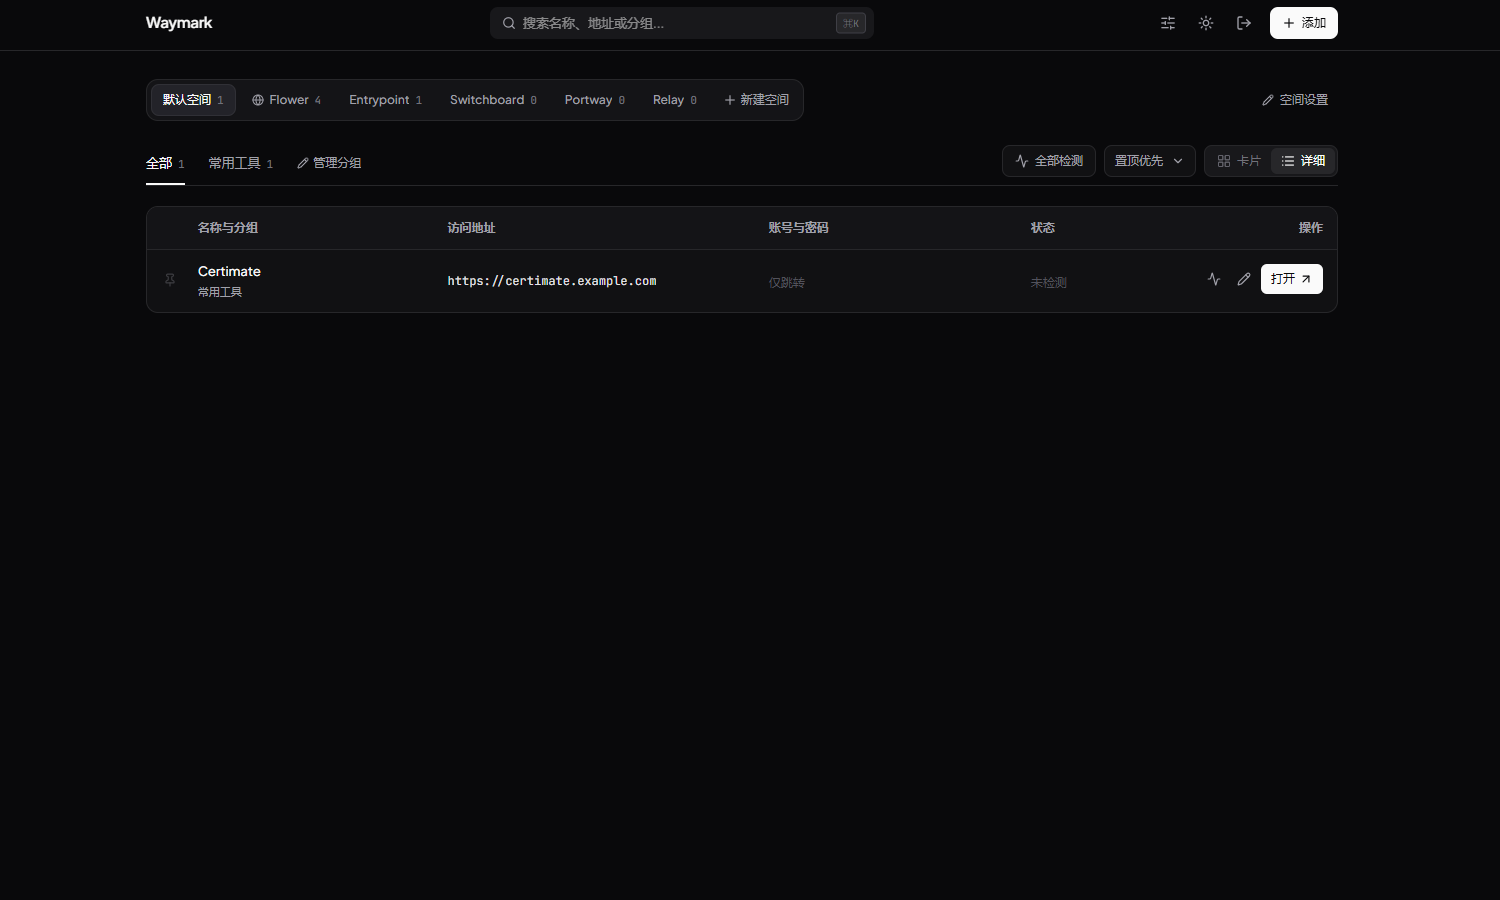 Waymark
搜索名称、地址或分组...
⌘K
添加
默认空间 1
Flower 4
Entrypoint 1
Switchboard 0
Portway 0
Relay 0
新建空间
空间设置
全部 1
常用工具 1
管理分组
全部检测
置顶优先
卡片
详细
名称与分组
访问地址
账号与密码
状态
操作
Certimate
常用工具
https://certimate.example.com
仅跳转
未检测
打开